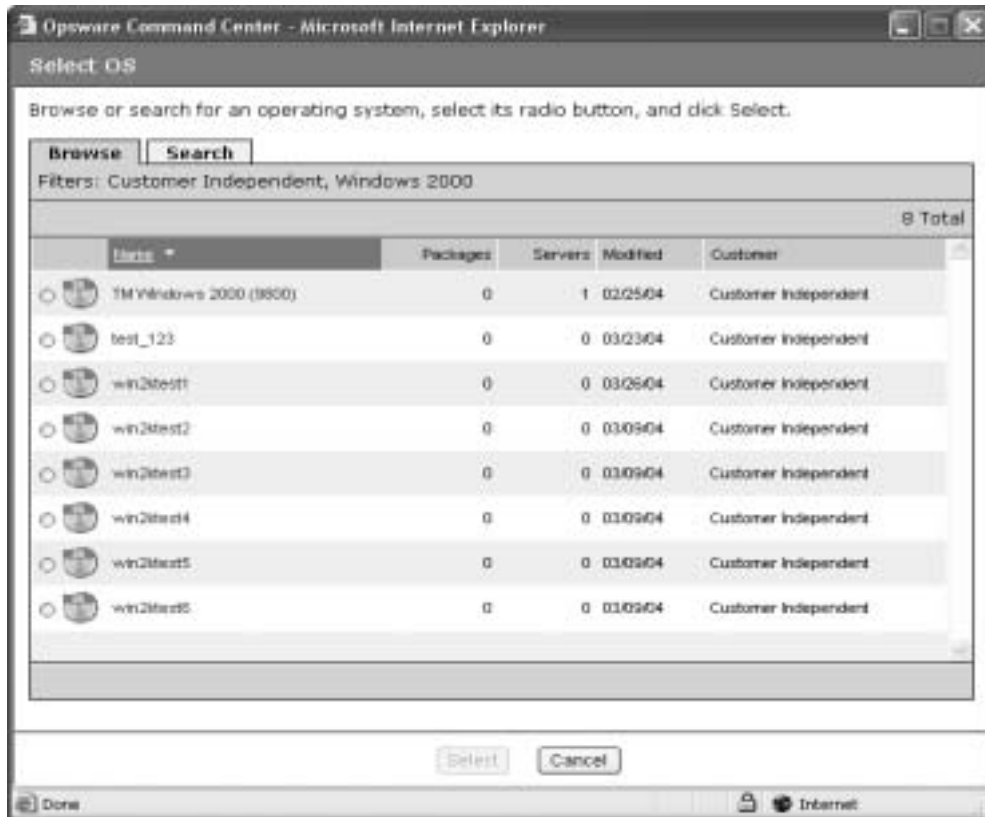 Opsware Command Center - Microsoft Internet Explorer
Select OS
Browse or search for an operating system, select its radio button, and click Select.
Browse Search
Filters: Customer Independent, Windows 2000
8 Total
Name Packages Servers Modified Customer
TM Windows 2000 (9800) 0 1 02/25/04 Customer Independent
test_123 0 0 03/23/04 Customer Independent
win2ktest1 0 0 03/26/04 Customer Independent
win2ktest2 0 0 03/09/04 Customer Independent
win2ktest3 0 0 03/09/04 Customer Independent
win2ktest4 0 0 03/09/04 Customer Independent
win2ktest5 0 0 03/09/04 Customer Independent
win2ktest6 0 0 03/09/04 Customer Independent
Select Cancel
Done Internet